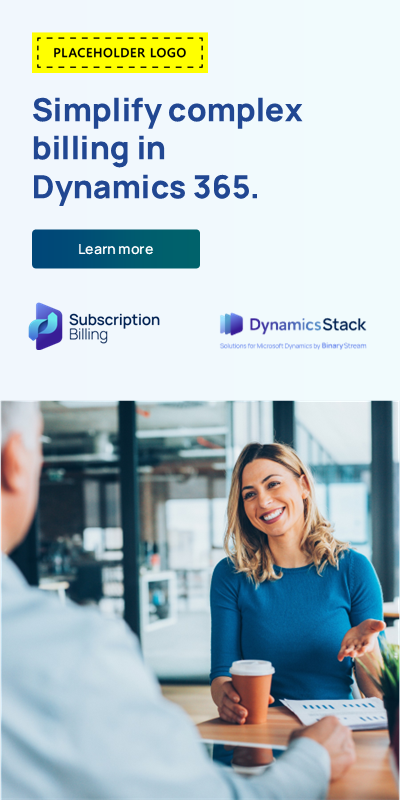 PLACEHOLDER LOGO
Simplify complex
billing in
Dynamics 365.
Learn more
Subscription
Billing
DynamicsStack
Solutions for Microsoft Dynamics by Binary Stream